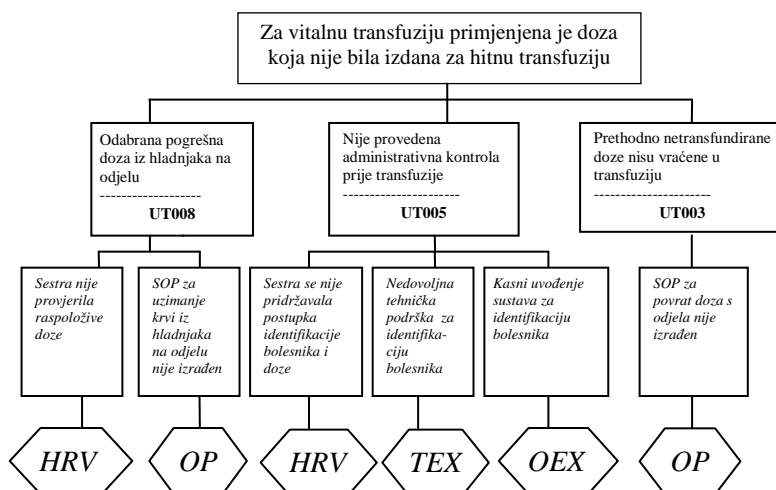 Za vitalnu transfuziju primjenjena je doza
koja nije bila izdana za hitnu transfuziju
Odabrana pogrešna
doza iz hladnjaka na
odjelu
--------------------
UT008
Nije provedena
administrativna kontrola
prije transfuzije
-----------------------
UT005
Prethodno netransfundirane
doze nisu vraćene u
transfuziju
-----------------------
UT003
Sestra nije
provjerila
raspoložive
doze
SOP za
uzimanje
krvi iz
hladnjaka
na odjelu
nije izrađen
Sestra se nije
pridržavala
postupka
identifikacije
bolesnika i
doze
Nedovoljna
tehnička
podrška za
identifika-
ciju
bolesnika
Kasni uvođenje
sustava za
identifikaciju
bolesnika
SOP za
povrat doza s
odjela nije
izrađen
HRV
OP
HRV
TEX
OEX
OP